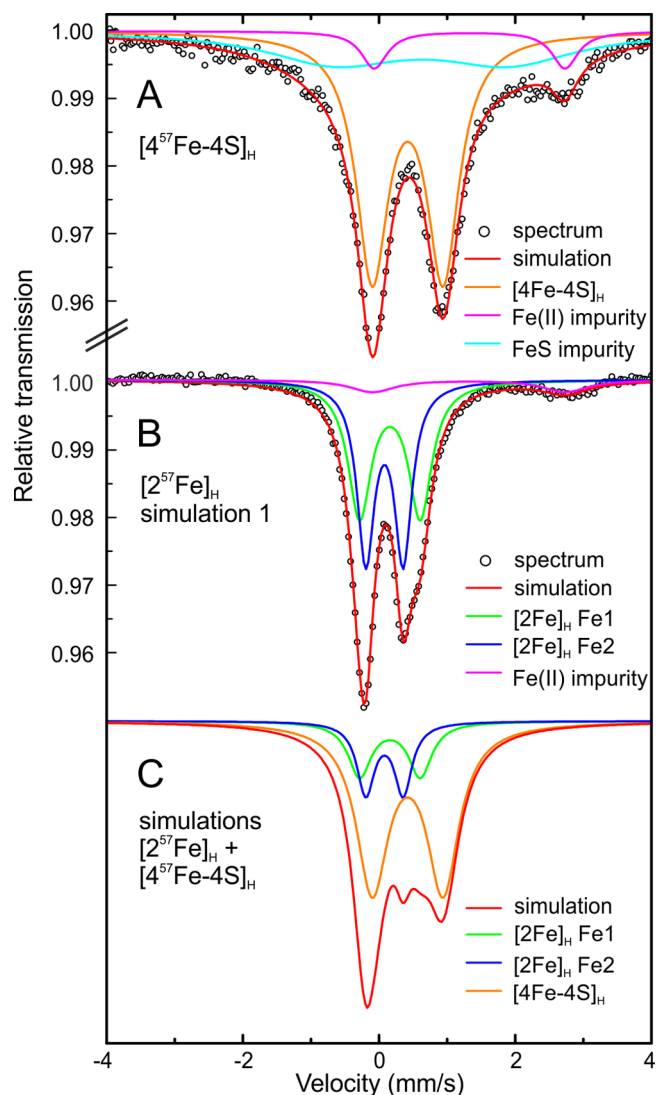 Relative transmission
1.00
0.99
0.98
0.97
0.96
A
[4⁵⁷Fe-4S]H
spectrum
simulation
[4Fe-4S]H
Fe(II) impurity
FeS impurity
1.00
0.99
0.98
0.97
0.96
B
[2⁵⁷Fe]H
simulation 1
spectrum
simulation
[2Fe]H Fe1
[2Fe]H Fe2
Fe(II) impurity
C
simulations
[2⁵⁷Fe]H +
[4⁵⁷Fe-4S]H
simulation
[2Fe]H Fe1
[2Fe]H Fe2
[4Fe-4S]H
-4 -2 0 2 4
Velocity (mm/s)